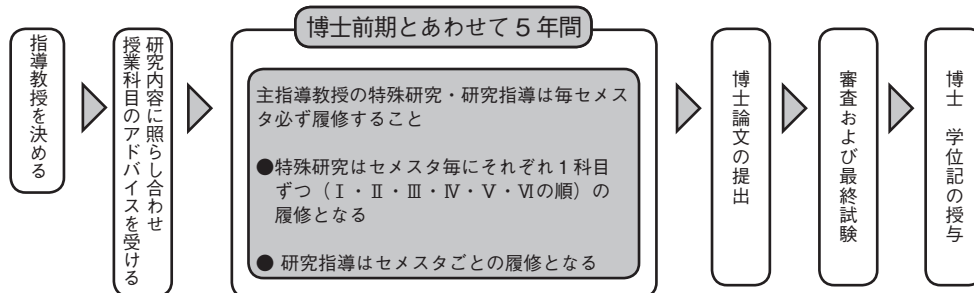 指導教授を決める
研究内容に照らし合わせ
授業科目のアドバイスを受ける
博士前期とあわせて5年間
主指導教授の特殊研究・研究指導は毎セメス
タ必ず履修すること
●特殊研究はセメスタ毎にそれぞれ1科目
ずつ（Ⅰ・Ⅱ・Ⅲ・Ⅳ・Ⅴ・Ⅵの順）の
履修となる
● 研究指導はセメスタごとの履修となる
博士論文の提出
審査および最終試験
博士 学位記の授与